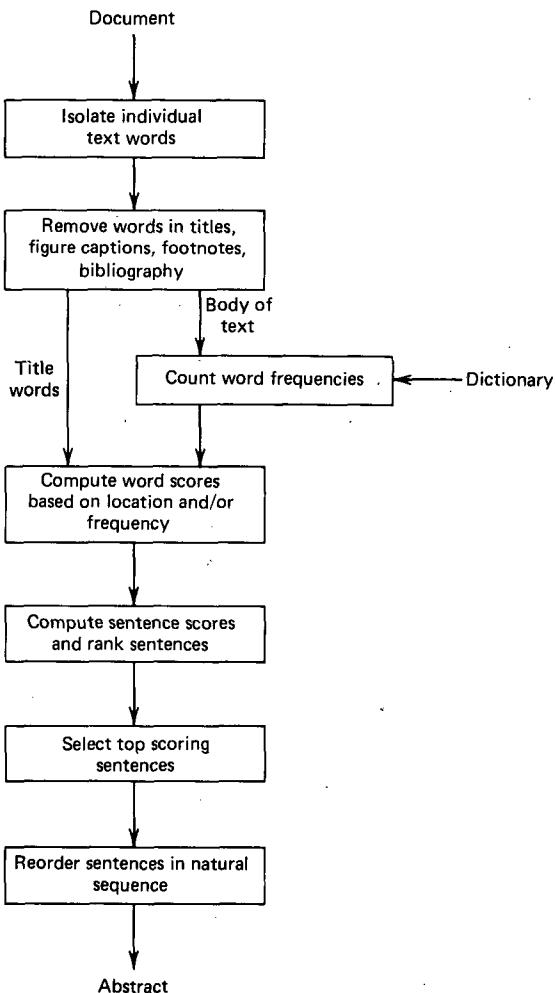 Document
Isolate individual
text words
Remove words in titles,
figure captions, footnotes,
bibliography
Body of
text
Title
words
Count word frequencies
Dictionary
Compute word scores
based on location and/or
frequency
Compute sentence scores
and rank sentences
Select top scoring
sentences
Reorder sentences in natural
sequence
Abstract